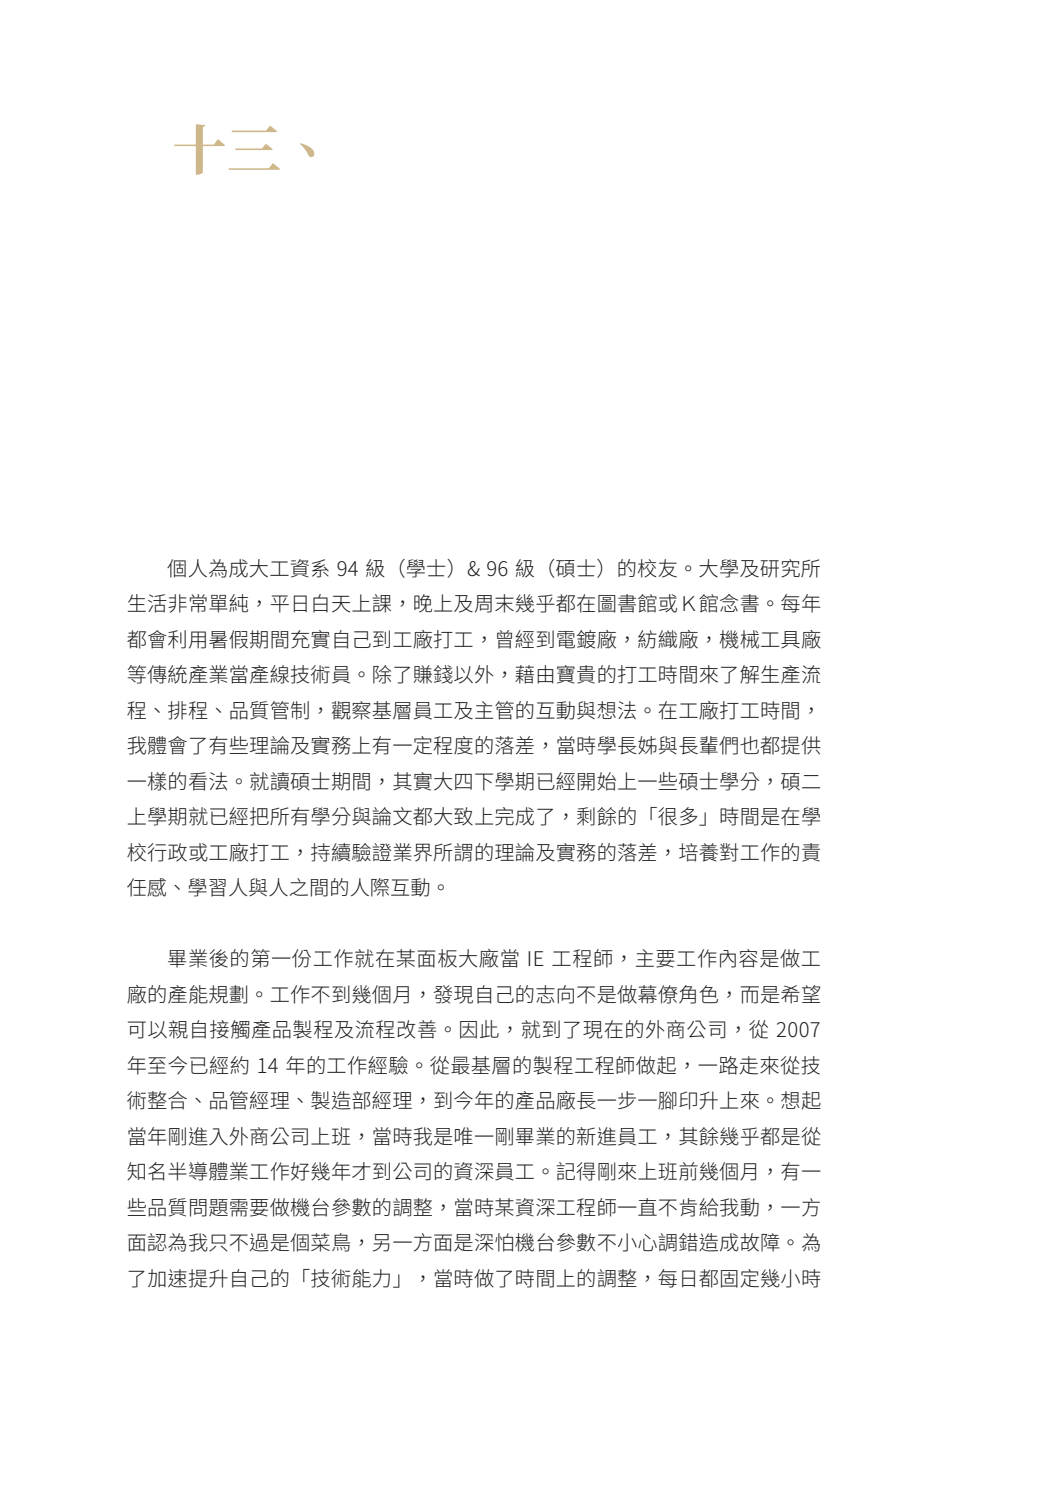 十三、
個人為成大工資系 94 級（學士）& 96 級（碩士）的校友。大學及研究所
生活非常單純，平日白天上課，晚上及周末幾乎都在圖書館或Ｋ館念書。每年
都會利用暑假期間充實自己到工廠打工，曾經到電鍍廠，紡織廠，機械工具廠
等傳統產業當產線技術員。除了賺錢以外，藉由寶貴的打工時間來了解生產流
程、排程、品質管制，觀察基層員工及主管的互動與想法。在工廠打工時間，
我體會了有些理論及實務上有一定程度的落差，當時學長姊與長輩們也都提供
一樣的看法。就讀碩士期間，其實大四下學期已經開始上一些碩士學分，碩二
上學期就已經把所有學分與論文都大致上完成了，剩餘的「很多」時間是在學
校行政或工廠打工，持續驗證業界所謂的理論及實務的落差，培養對工作的責
任感、學習人與人之間的人際互動。
畢業後的第一份工作就在某面板大廠當 IE 工程師，主要工作內容是做工
廠的產能規劃。工作不到幾個月，發現自己的志向不是做幕僚角色，而是希望
可以親自接觸產品製程及流程改善。因此，就到了現在的外商公司，從 2007
年至今已經約 14 年的工作經驗。從最基層的製程工程師做起，一路走來從技
術整合、品管經理、製造部經理，到今年的產品廠長一步一腳印升上來。想起
當年剛進入外商公司上班，當時我是唯一剛畢業的新進員工，其餘幾乎都是從
知名半導體業工作好幾年才到公司的資深員工。記得剛來上班前幾個月，有一
些品質問題需要做機台參數的調整，當時某資深工程師一直不肯給我動，一方
面認為我只不過是個菜鳥，另一方面是深怕機台參數不小心調錯造成故障。為
了加速提升自己的「技術能力」，當時做了時間上的調整，每日都固定幾小時